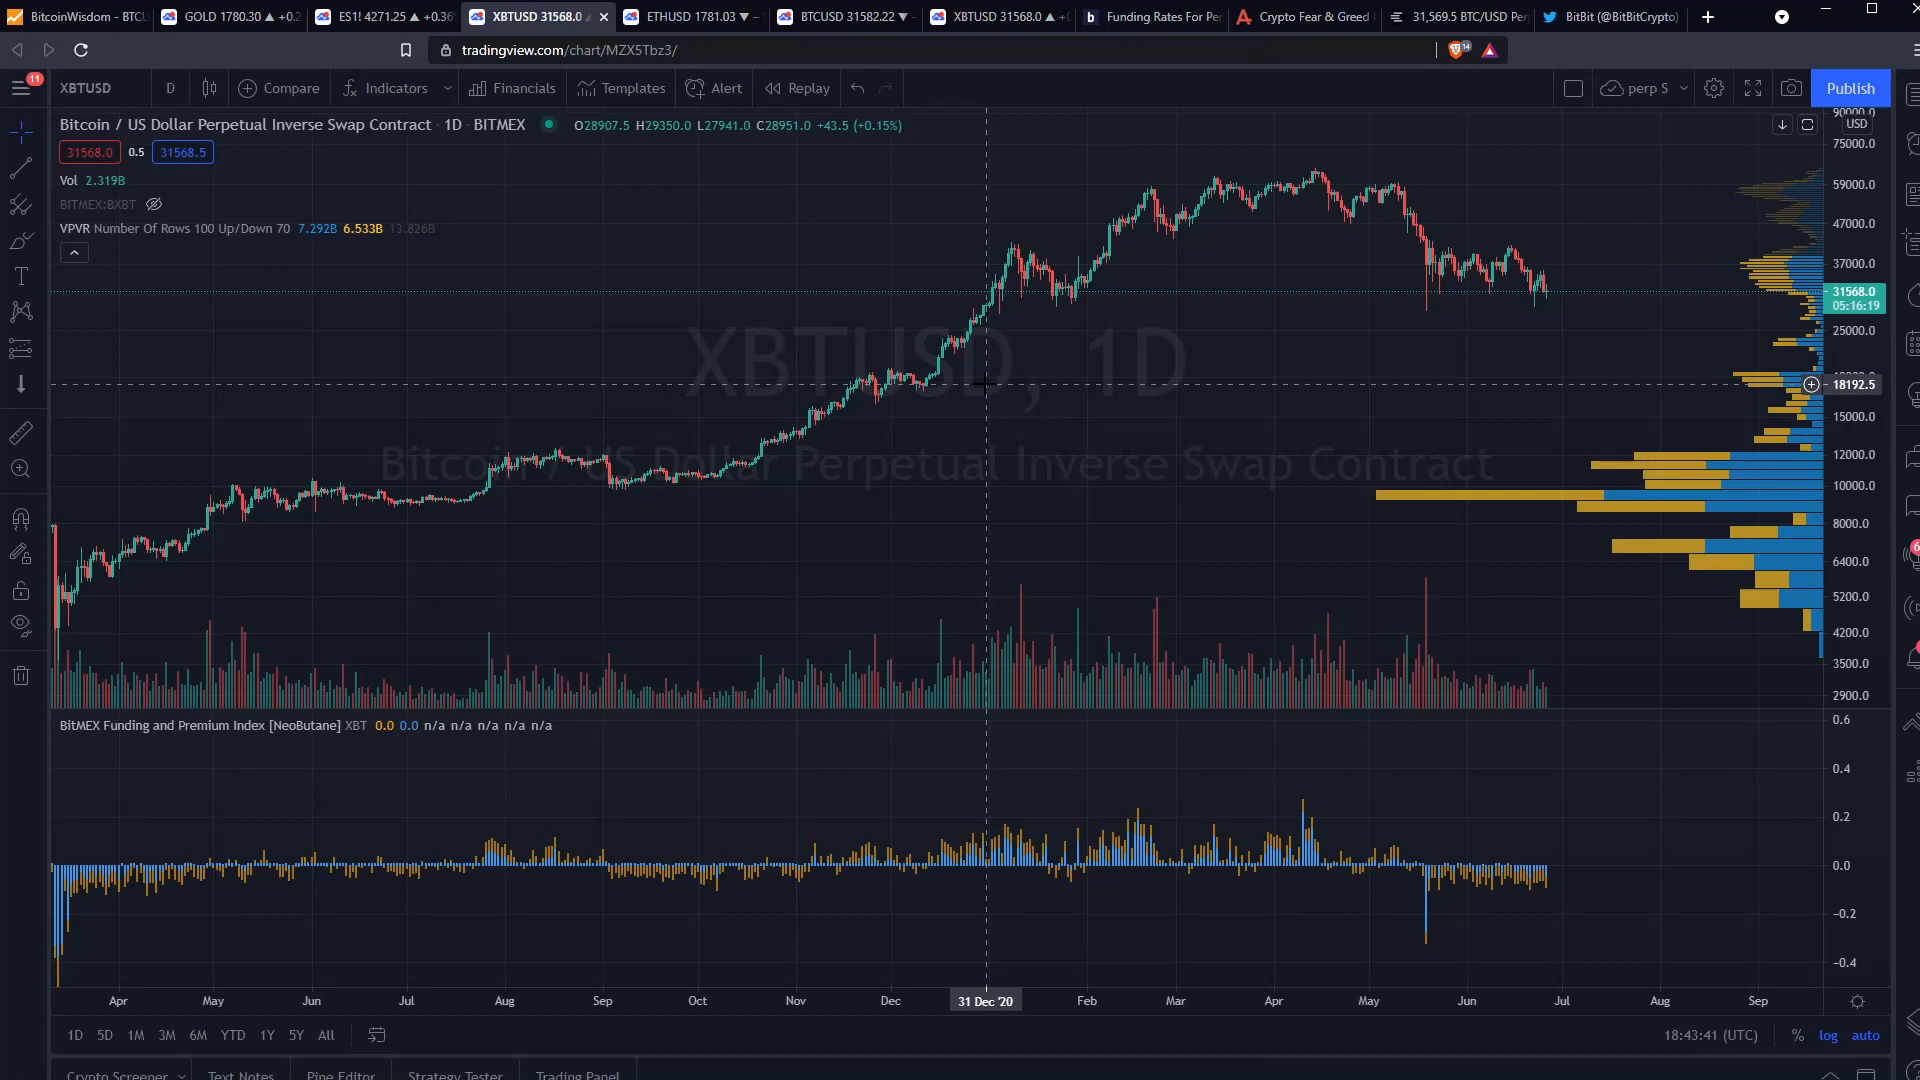 BitcoinWisdom - BTCU
GOLD 1780.30 ▲ +0.2
ES1! 4271.25 ▲ +0.36
XBTUSD 31568.0 ▲
ETHUSD 1781.03 ▼ −
BTCUSD 31582.22 ▼ −
XBTUSD 31568.0 ▲ +0
Funding Rates For Per
Crypto Fear & Greed I
31,569.5 BTC/USD Perp
BitBit (@BitBitCrypto)
tradingview.com/chart/MZX5Tbz3/
14
11
XBTUSD
D
Compare
Indicators
Financials
Templates
Alert
Replay
perp S
Publish
Bitcoin / US Dollar Perpetual Inverse Swap Contract · 1D · BITMEX
O28907.5 H29350.0 L27941.0 C28951.0 +43.5 (+0.15%)
31568.0 0.5 31568.5
Vol 2.319B
BITMEX:BXBT
VPVR Number Of Rows 100 Up/Down 70 7.292B 6.533B 13.826B
XBTUSD, 1D
Bitcoin / US Dollar Perpetual Inverse Swap Contract
90000.0
USD
75000.0
59000.0
47000.0
37000.0
31568.0
05:16:19
25000.0
18192.5
15000.0
12000.0
10000.0
8000.0
6400.0
5200.0
4200.0
3500.0
2900.0
BitMEX Funding and Premium Index [NeoButane] XBT 0.0 0.0 n/a n/a n/a n/a n/a
0.6
0.4
0.2
0.0
−0.2
−0.4
Apr May Jun Jul Aug Sep Oct Nov Dec 31 Dec '20 Feb Mar Apr May Jun Jul Aug Sep
1D 5D 1M 3M 6M YTD 1Y 5Y All
18:43:41 (UTC) % log auto
Crypto Screener Text Notes Pine Editor Strategy Tester Trading Panel